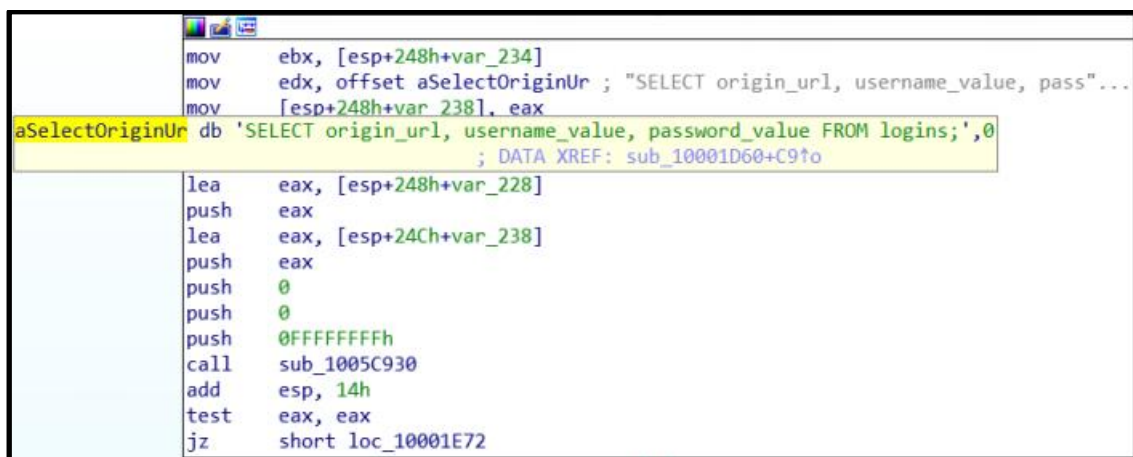 mov ebx, [esp+248h+var_234]
mov edx, offset aSelectOriginUr ; "SELECT origin_url, username_value, pass"...
mov [esp+248h+var_238], eax
aSelectOriginUr db 'SELECT origin_url, username_value, password_value FROM logins;',0
; DATA XREF: sub_10001D60+C9↑o
lea eax, [esp+248h+var_228]
push eax
lea eax, [esp+24Ch+var_238]
push eax
push 0
push 0
push 0FFFFFFFFh
call sub_1005C930
add esp, 14h
test eax, eax
jz short loc_10001E72